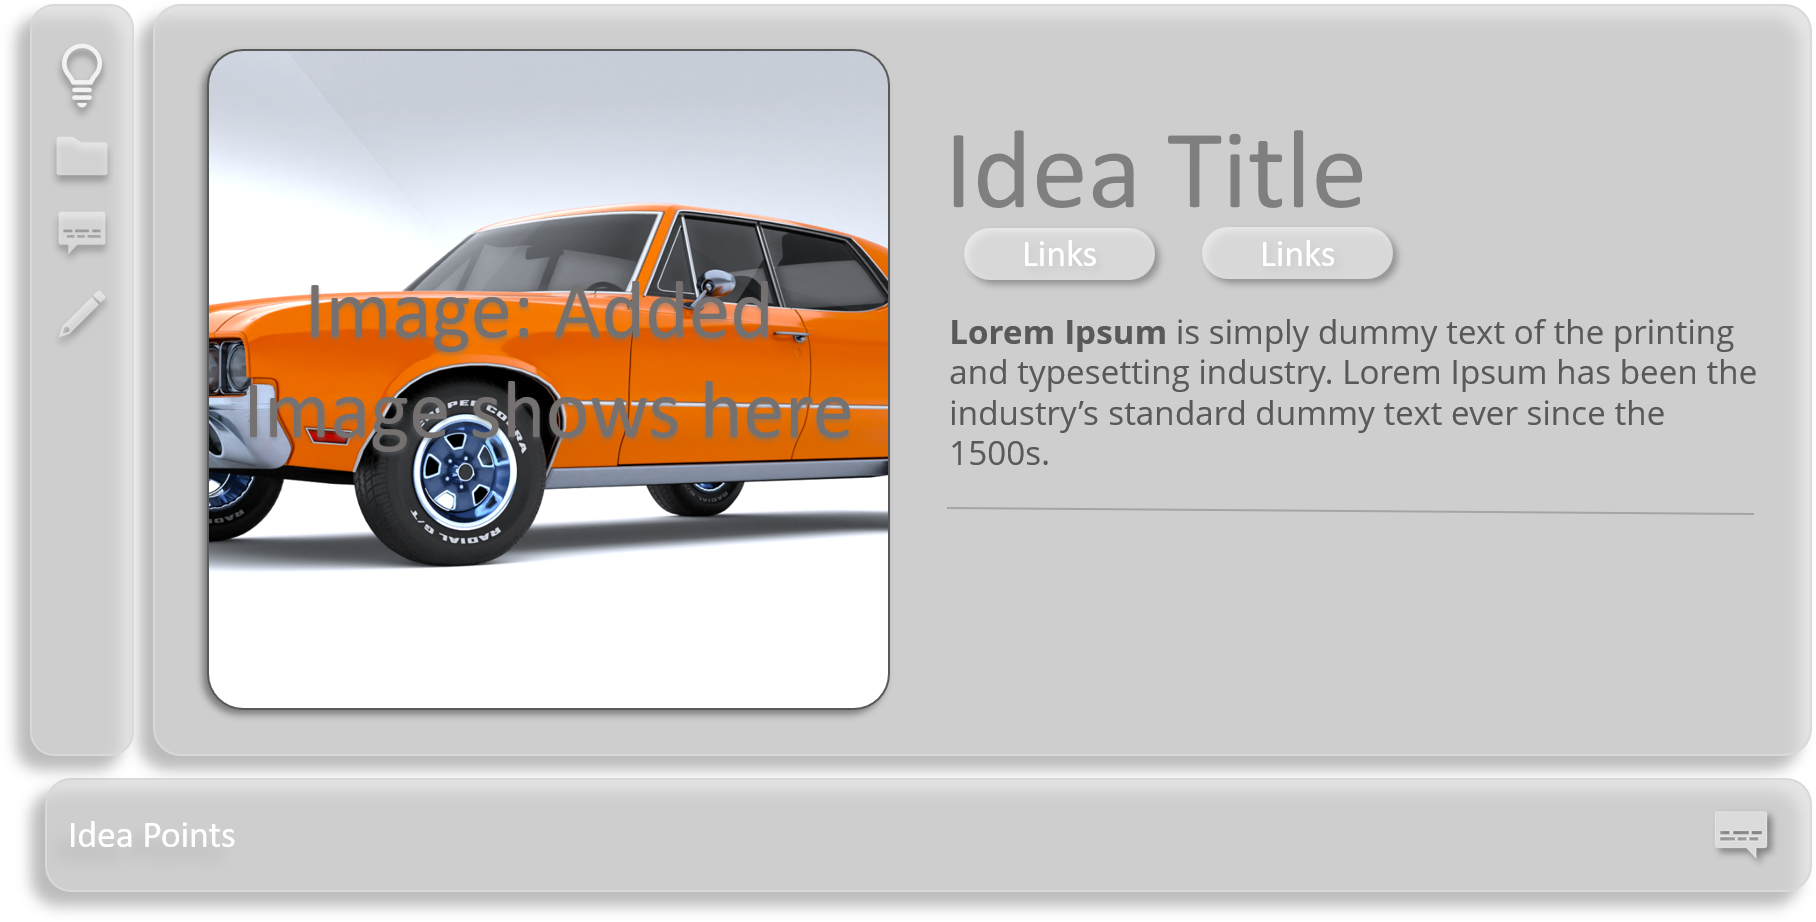 Idea Title
Links
Links
Image: Added
image shows here
Lorem Ipsum is simply dummy text of the printing
and typesetting industry. Lorem Ipsum has been the
industry’s standard dummy text ever since the
1500s.
RADIAL G/T
Idea Points